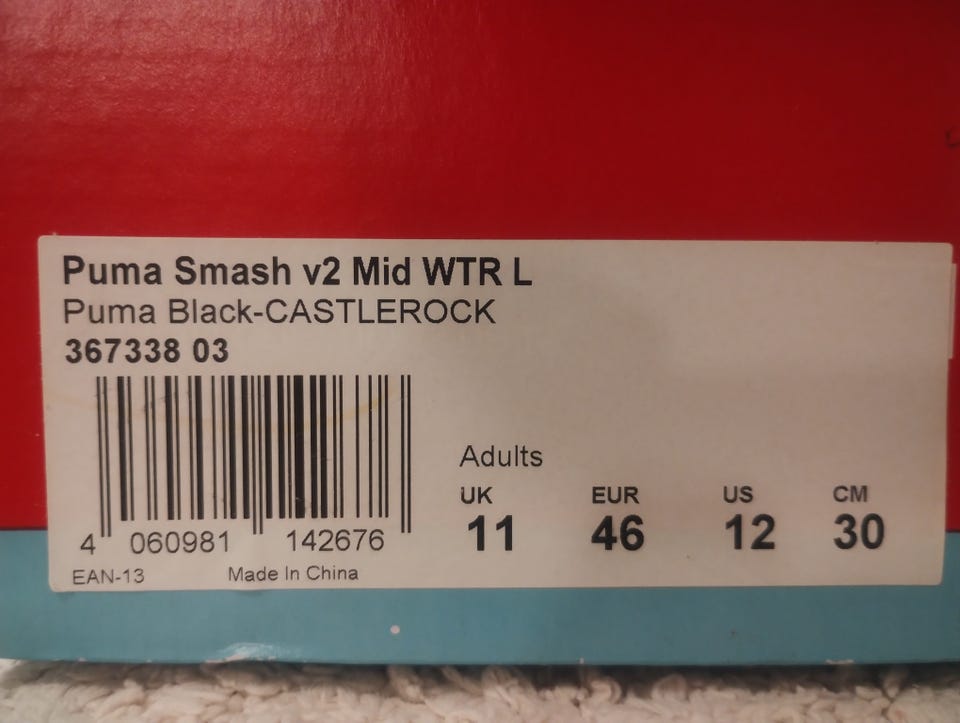 Puma Smash v2 Mid WTR L
Puma Black-CASTLEROCK
367338 03
Adults
UK EUR US CM
11 46 12 30
4 060981 142676
EAN-13 Made In China